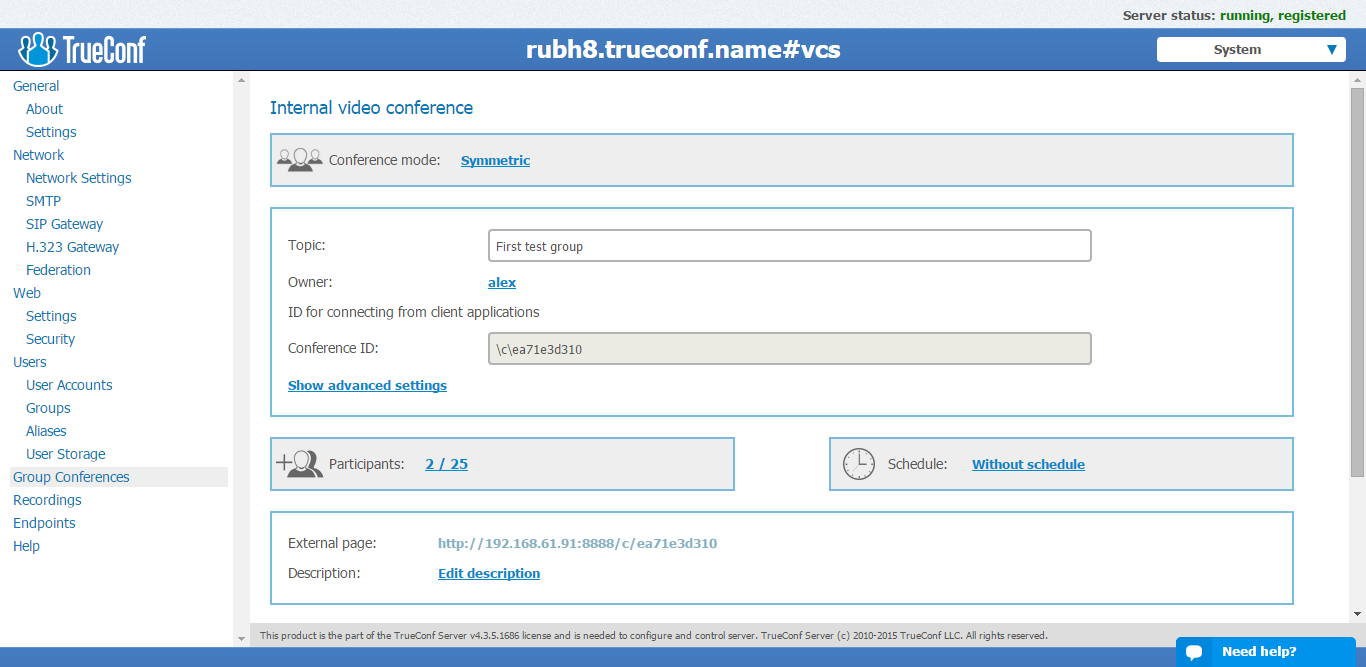 Server status: running, registered
TrueConf
rubh8.trueconf.name#vcs
System
General
About
Settings
Network
Network Settings
SMTP
SIP Gateway
H.323 Gateway
Federation
Web
Settings
Security
Users
User Accounts
Groups
Aliases
User Storage
Group Conferences
Recordings
Endpoints
Help
Internal video conference
Conference mode: Symmetric
Topic: First test group
Owner: alex
ID for connecting from client applications
Conference ID: \c\ea71e3d310
Show advanced settings
Participants: 2 / 25
Schedule: Without schedule
External page: http://192.168.61.91:8888/c/ea71e3d310
Description: Edit description
This product is the part of the TrueConf Server v4.3.5.1686 license and is needed to configure and control server. TrueConf Server (c) 2010-2015 TrueConf LLC. All rights reserved.
Need help?